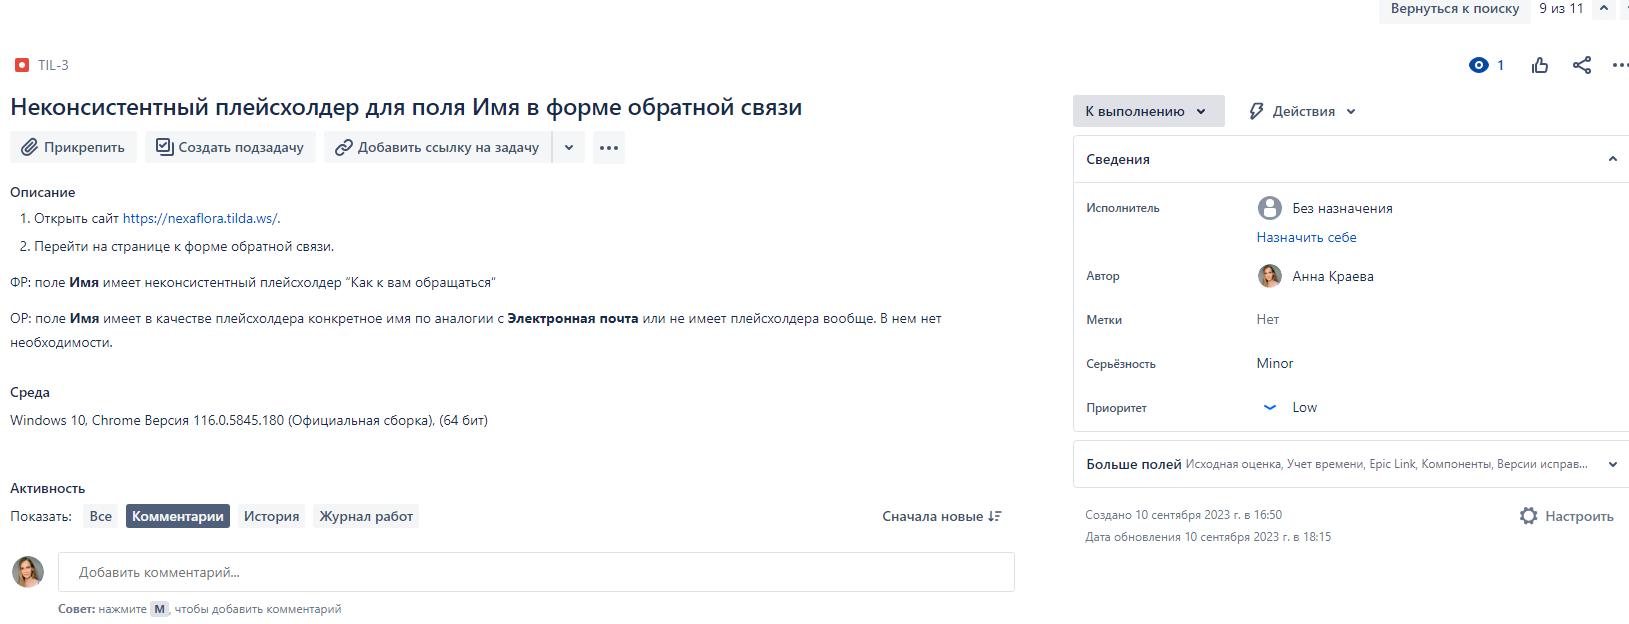 Вернуться к поиску 9 из 11
TIL-3
1
Неконсистентный плейсхолдер для поля Имя в форме обратной связи
Прикрепить Создать подзадачу Добавить ссылку на задачу
Описание
1. Открыть сайт https://nexaflora.tilda.ws/.
2. Перейти на странице к форме обратной связи.
ФР: поле Имя имеет неконсистентный плейсхолдер “Как к вам обращаться”
ОР: поле Имя имеет в качестве плейсхолдера конкретное имя по аналогии с Электронная почта или не имеет плейсхолдера вообще. В нем нет
необходимости.
Среда
Windows 10, Chrome Версия 116.0.5845.180 (Официальная сборка), (64 бит)
Активность
Показать: Все Комментарии История Журнал работ Сначала новые
Добавить комментарий...
Совет: нажмите M, чтобы добавить комментарий
К выполнению Действия
Сведения
Исполнитель Без назначения
Назначить себе
Автор Анна Краева
Метки Нет
Серьёзность Minor
Приоритет Low
Больше полей Исходная оценка, Учет времени, Epic Link, Компоненты, Версии исправ...
Создано 10 сентября 2023 г. в 16:50
Настроить
Дата обновления 10 сентября 2023 г. в 18:15